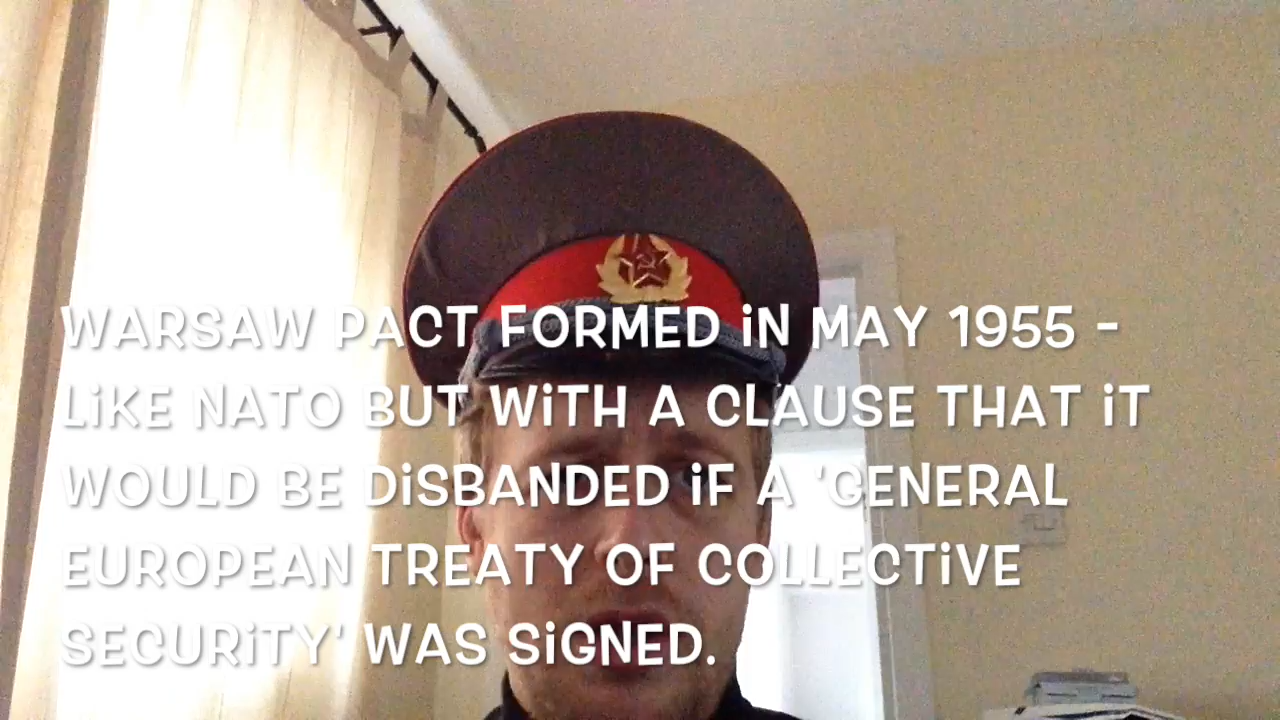 WARSAW PACT FORMED iN MAY 1955 -
LiKE NATO BUT WiTH A CLAUSE THAT iT
WOULD BE DiSBANDED iF A 'GENERAL
EUROPEAN TREATY OF COLLECTiVE
SECURiTY' WAS SiGNED.